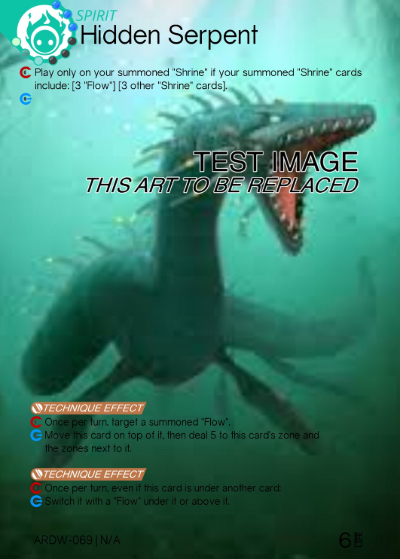 SPIRIT
Hidden Serpent
Play only on your summoned "Shrine" if your summoned "Shrine" cards
include: [3 "Flow"] [3 other "Shrine" cards].
TEST IMAGE
THIS ART TO BE REPLACED
TECHNIQUE EFFECT
Once per turn, target a summoned "Flow".
Move this card on top of it, then deal 5 to this card's zone and
the zones next to it.
TECHNIQUE EFFECT
Once per turn, even if this card is under another card:
Switch it with a "Flow" under it or above it.
ARDW-069 | N/A
6